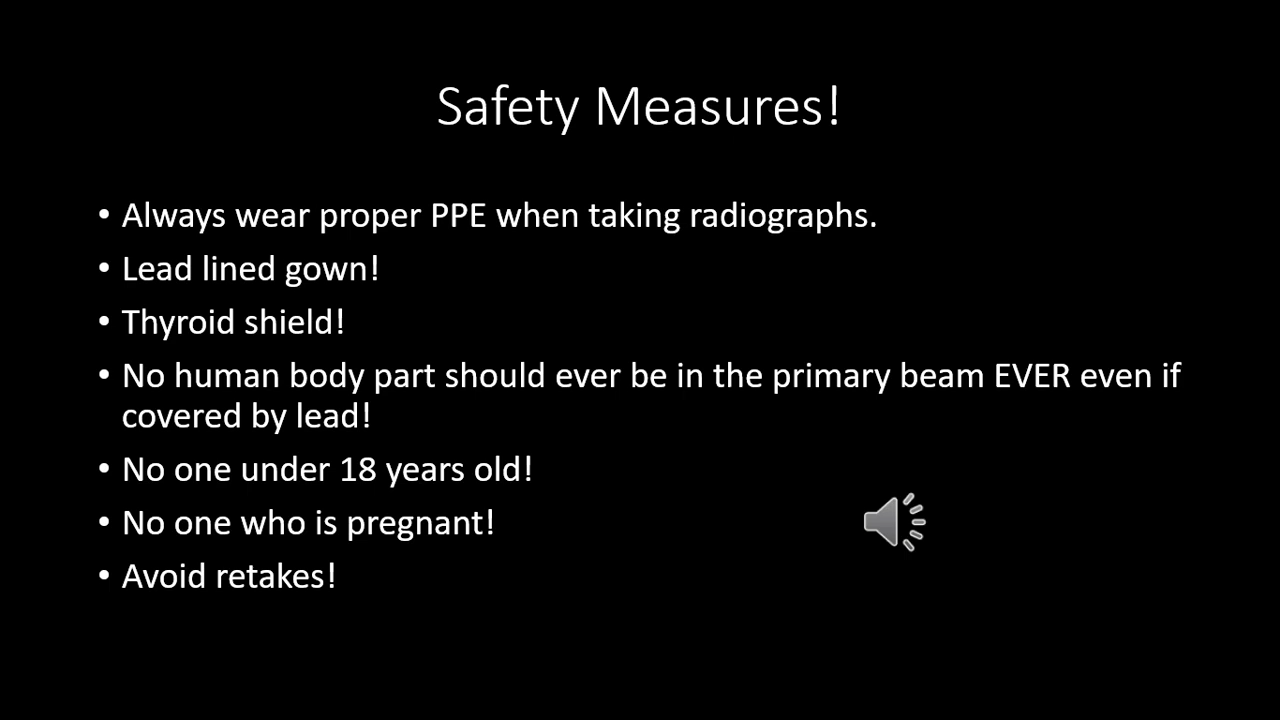 Safety Measures!
• Always wear proper PPE when taking radiographs.
• Lead lined gown!
• Thyroid shield!
• No human body part should ever be in the primary beam EVER even if
covered by lead!
• No one under 18 years old!
• No one who is pregnant!
• Avoid retakes!